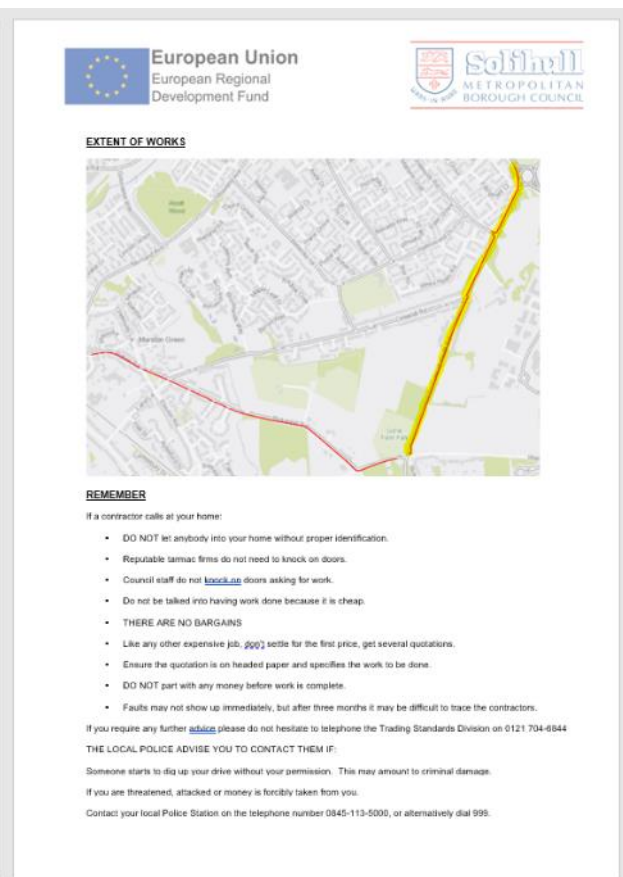 European Union
European Regional
Development Fund
Solihull
METROPOLITAN
BOROUGH COUNCIL
EXTENT OF WORKS
Marston Green
REMEMBER
If a contractor calls at your home:
• DO NOT let anybody into your home without proper identification.
• Reputable tarmac firms do not need to knock on doors.
• Council staff do not knock on doors asking for work.
• Do not be talked into having work done because it is cheap.
• THERE ARE NO BARGAINS
• Like any other expensive job, don't settle for the first price, get several quotations.
• Ensure the quotation is on headed paper and specifies the work to be done.
• DO NOT part with any money before work is complete.
• Faults may not show up immediately, but after three months it may be difficult to trace the contractors.
If you require any further advice please do not hesitate to telephone the Trading Standards Division on 0121 704-6844
THE LOCAL POLICE ADVISE YOU TO CONTACT THEM IF:
Someone starts to dig up your drive without your permission. This may amount to criminal damage.
If you are threatened, attacked or money is forcibly taken from you.
Contact your local Police Station on the telephone number 0845-113-5000, or alternatively dial 999.